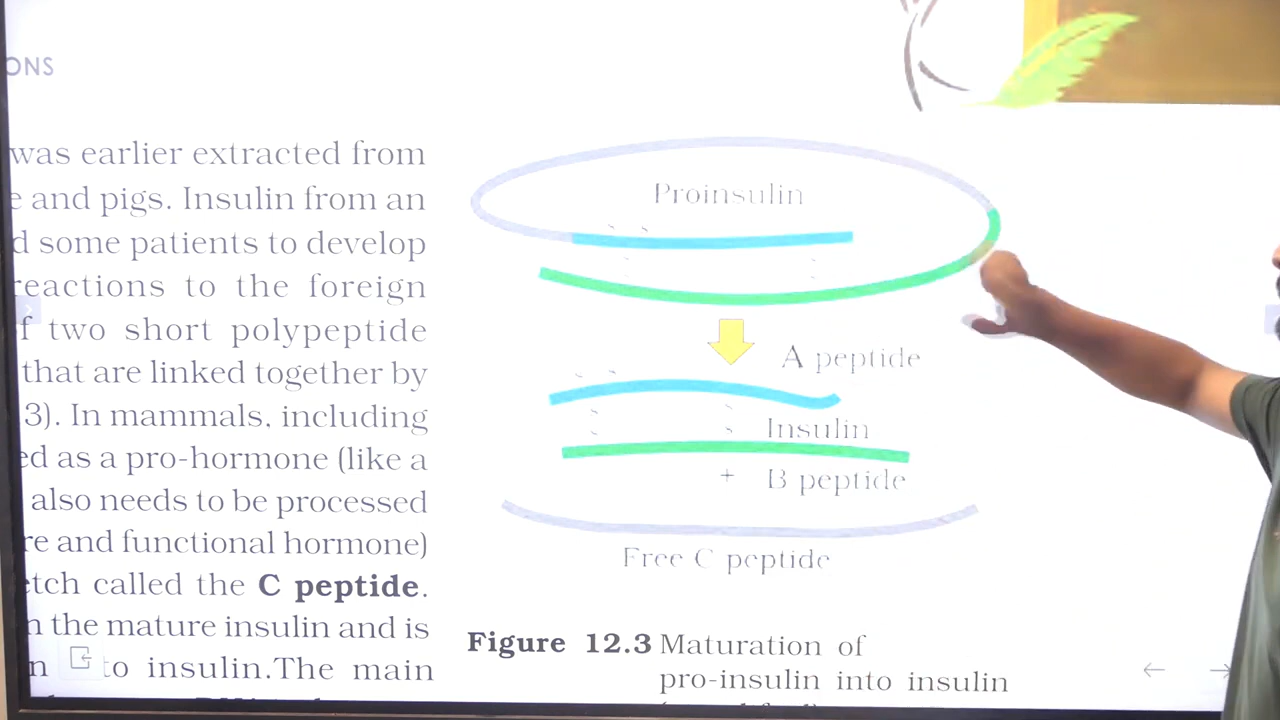 ONS
was earlier extracted from
and pigs. Insulin from an
some patients to develop
reactions to the foreign
two short polypeptide
that are linked together by
3). In mammals, including
as a pro-hormone (like a
also needs to be processed
and functional hormone)
called the C peptide.
the mature insulin and is
to insulin.The main
Proinsulin
A peptide
Insulin
+ B peptide
Free C peptide
Figure 12.3 Maturation of
pro-insulin into insulin